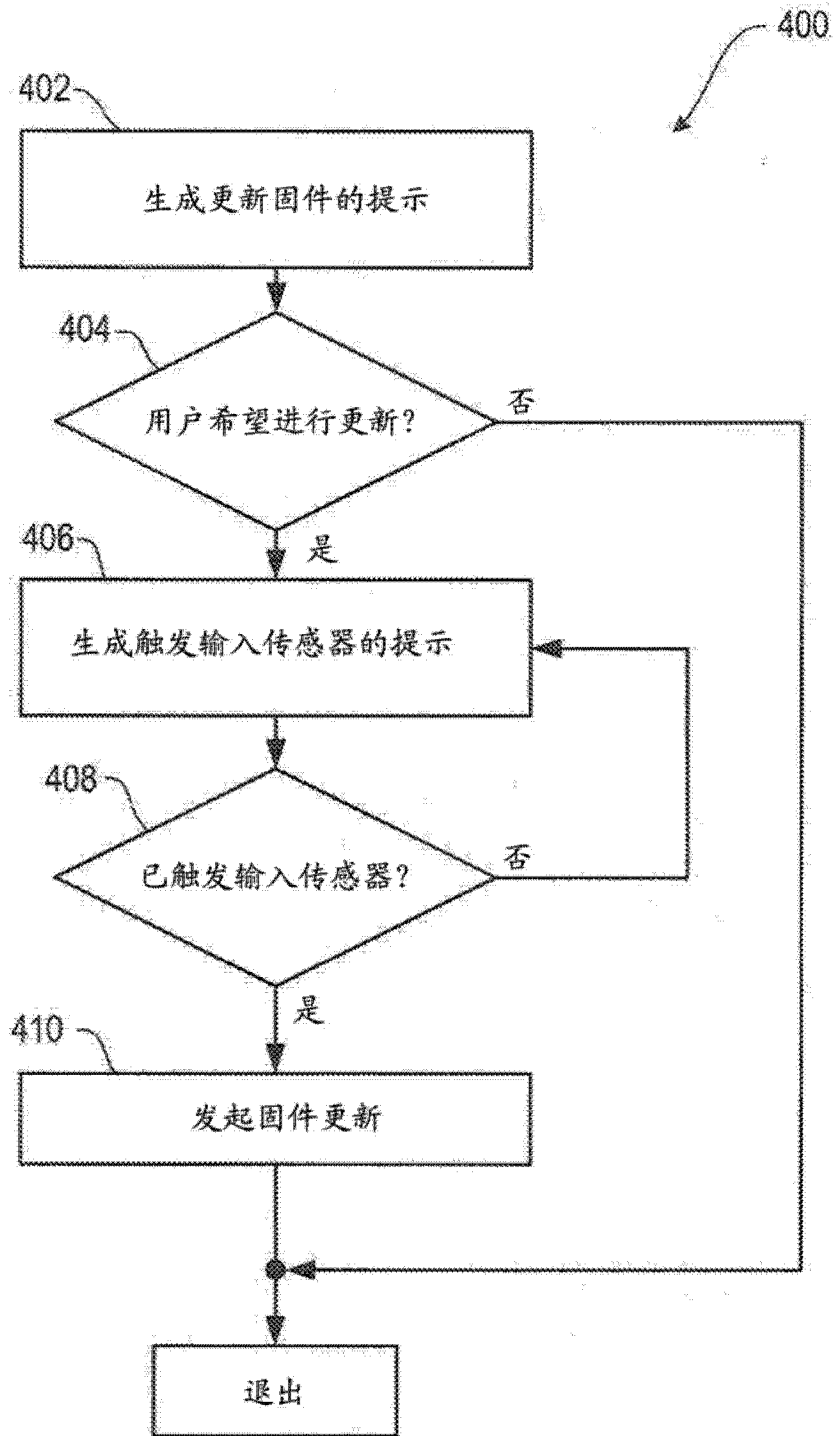 400
402
生成更新固件的提示
404
用户希望进行更新?
否
是
406
生成触发输入传感器的提示
408
已触发输入传感器?
否
是
410
发起固件更新
退出